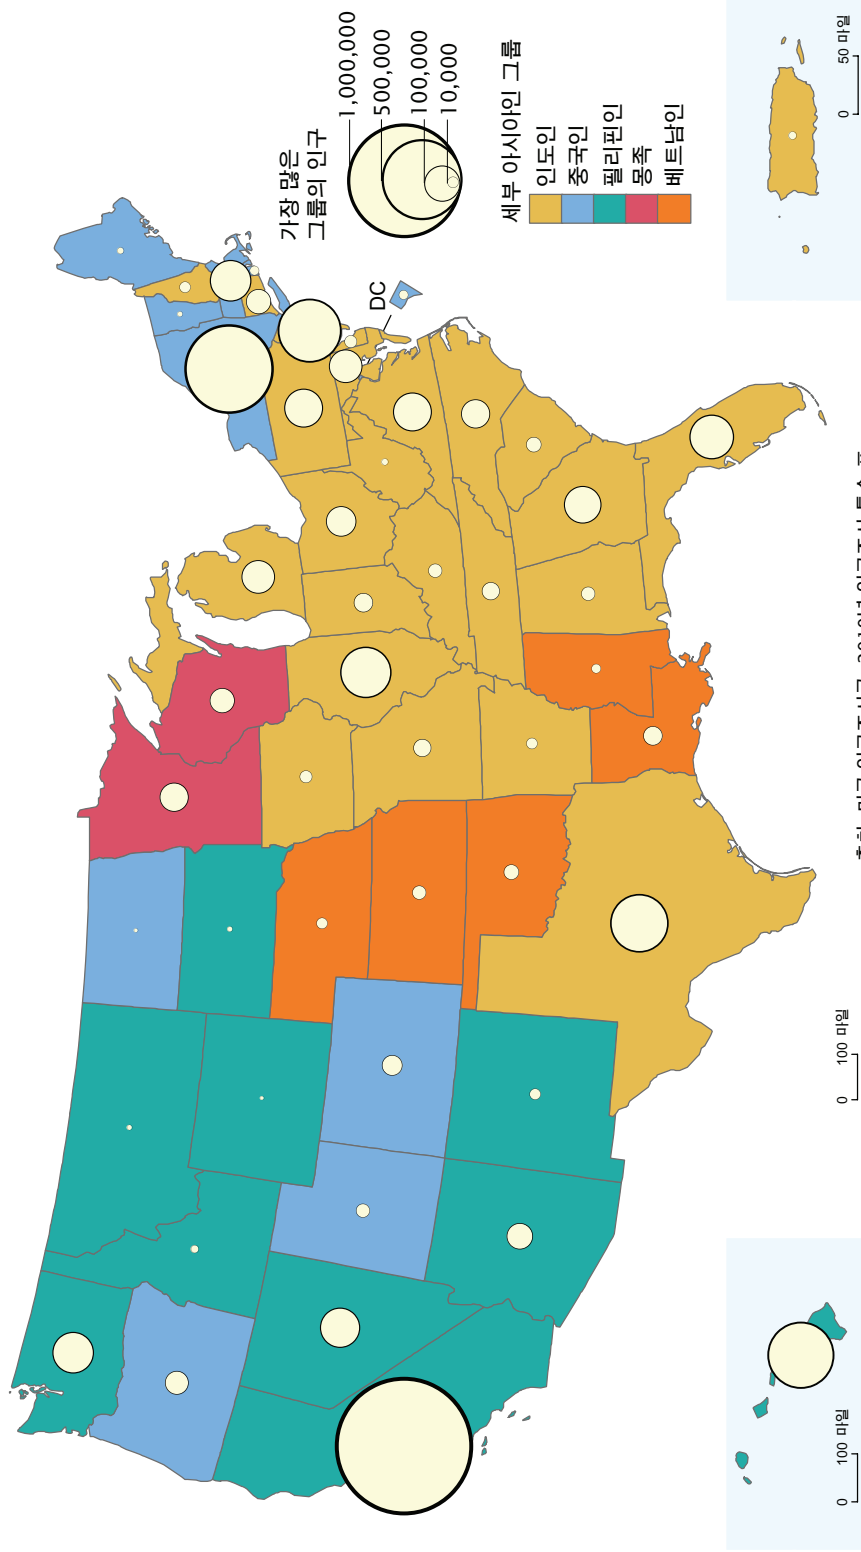 가장 많은
그룹의 인구
1,000,000
500,000
100,000
10,000
세부 아시아인 그룹
인도인
중국인
필리핀인
몽족
베트남인
DC
0 100 마일
0 100 마일
0 50 마일